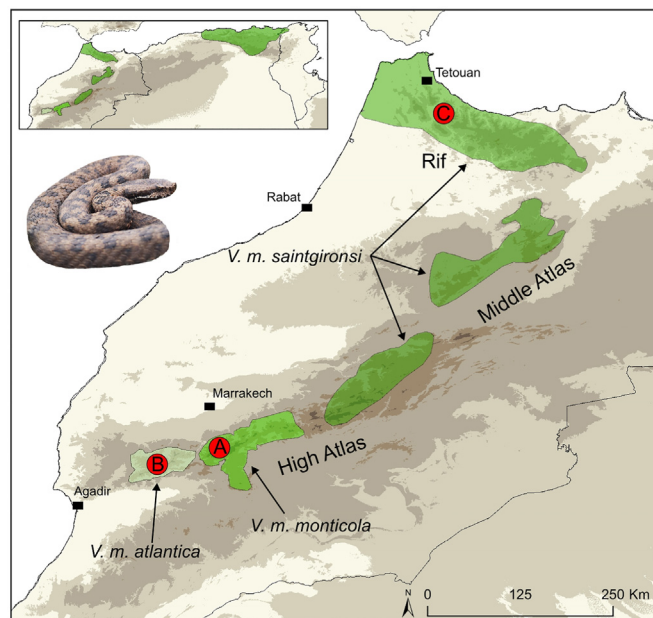 Tetouan
C
Rif
Rabat
V. m. saintgironsi
Middle Atlas
Marrakech
A
High Atlas
B
Agadir
V. m. monticola
V. m. atlantica
N
0 125 250 Km